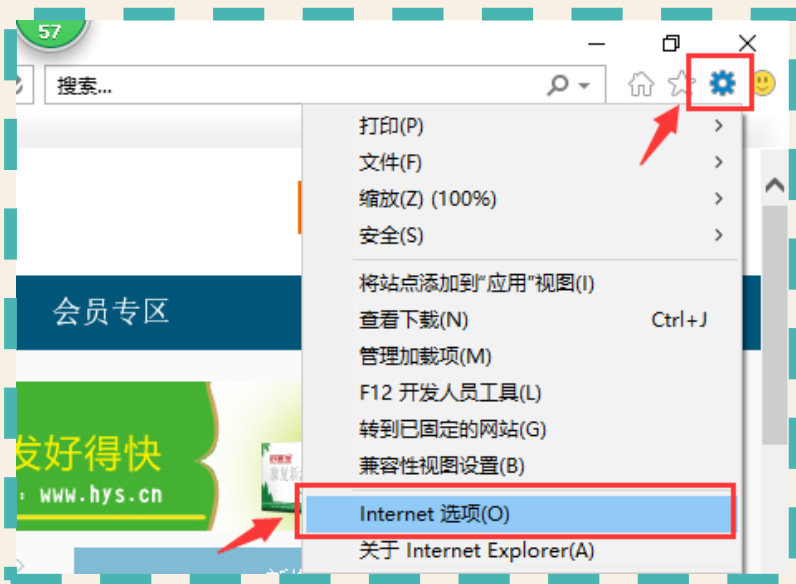 57
搜索...
打印(P)
文件(F)
缩放(Z) (100%)
安全(S)
将站点添加到“应用”视图(I)
会员专区
查看下载(N) Ctrl+J
管理加载项(M)
F12 开发人员工具(L)
转到已固定的网站(G)
发好得快
兼容性视图设置(B)
: www.hys.cn
Internet 选项(O)
关于 Internet Explorer(A)